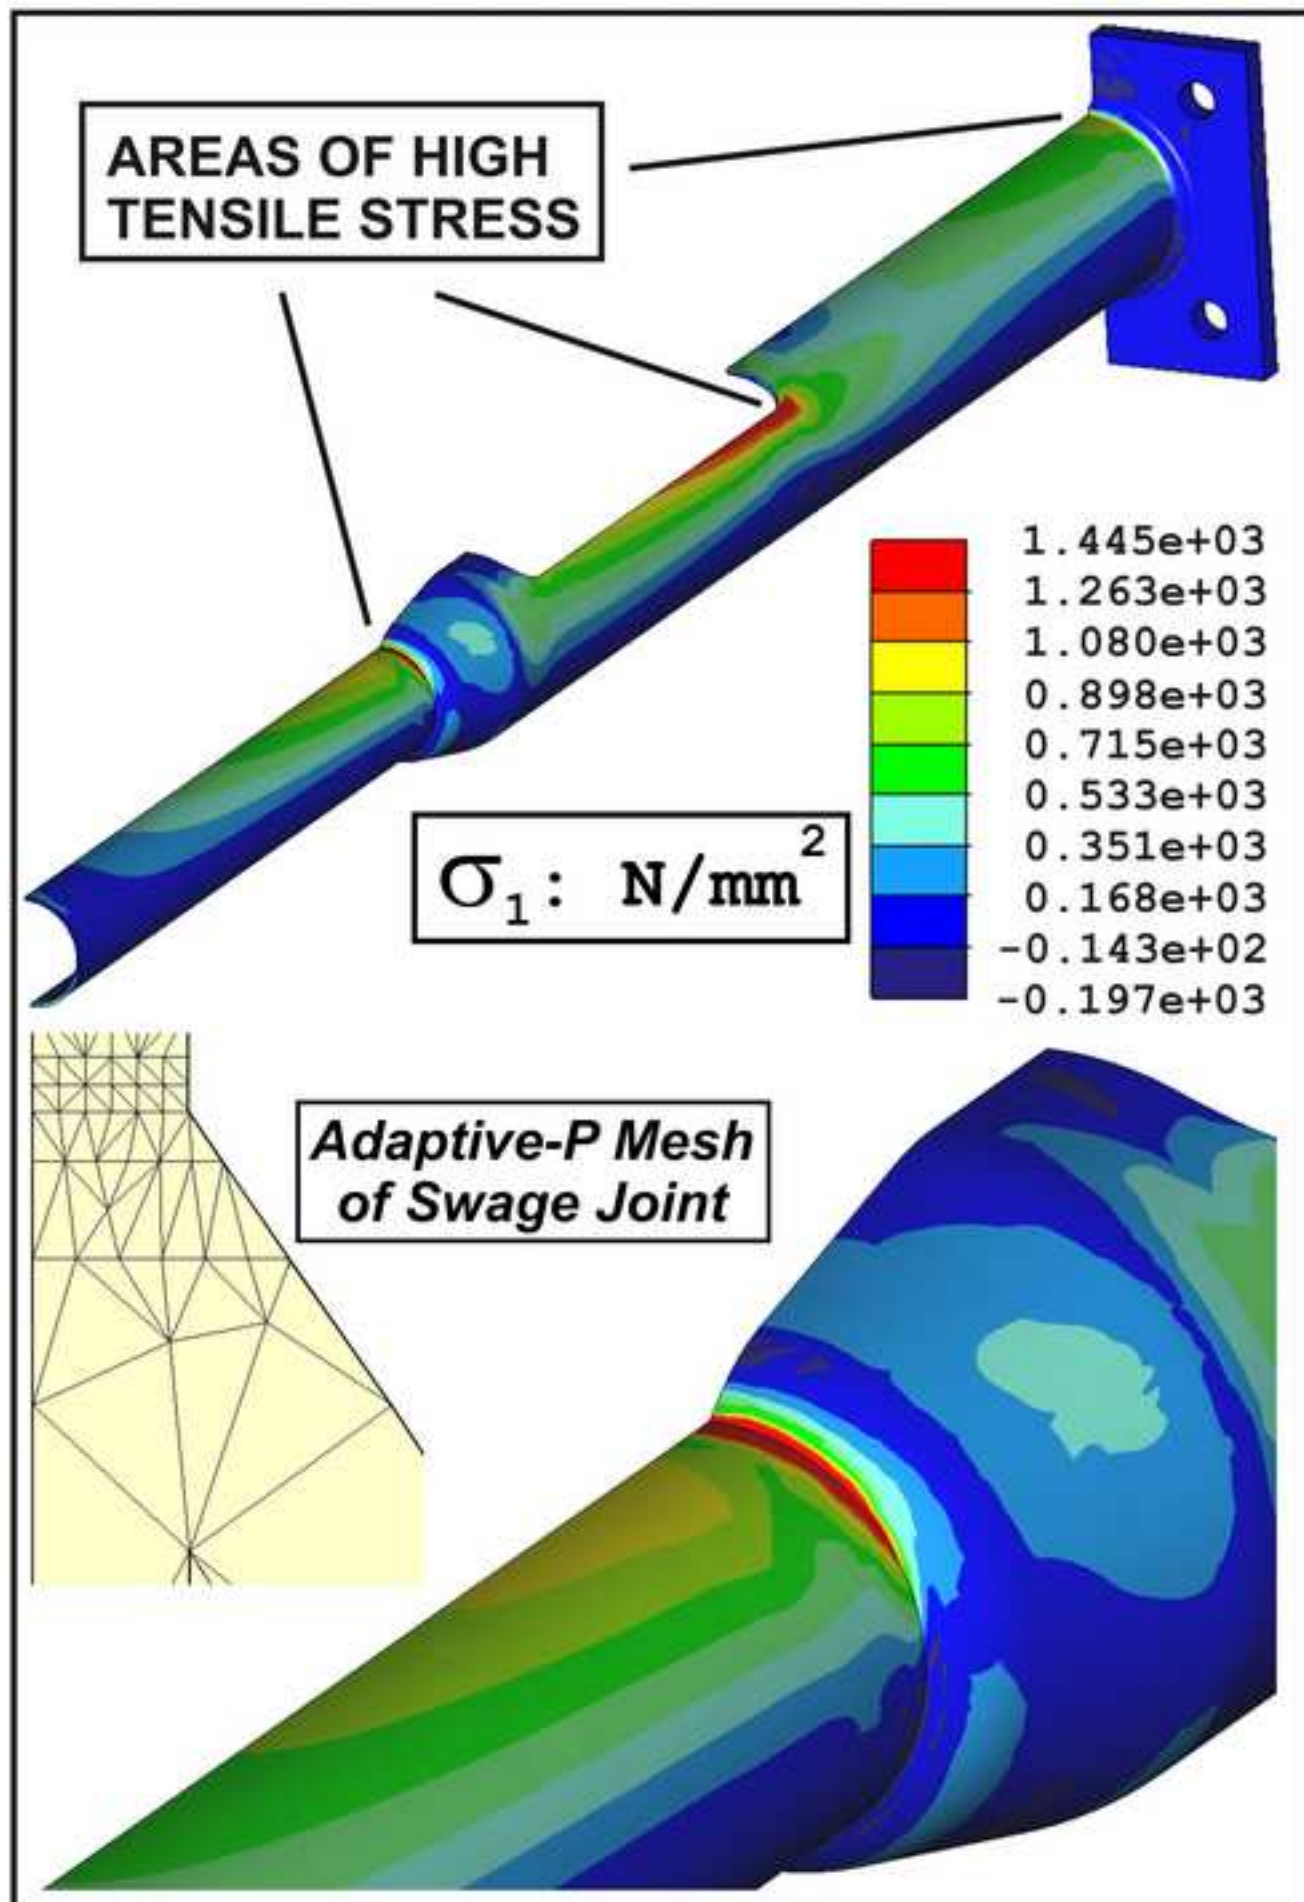 AREAS OF HIGH
TENSILE STRESS
1.445e+03
1.263e+03
1.080e+03
0.898e+03
0.715e+03
0.533e+03
0.351e+03
0.168e+03
-0.143e+02
-0.197e+03
σ₁: N/mm²
Adaptive-P Mesh
of Swage Joint